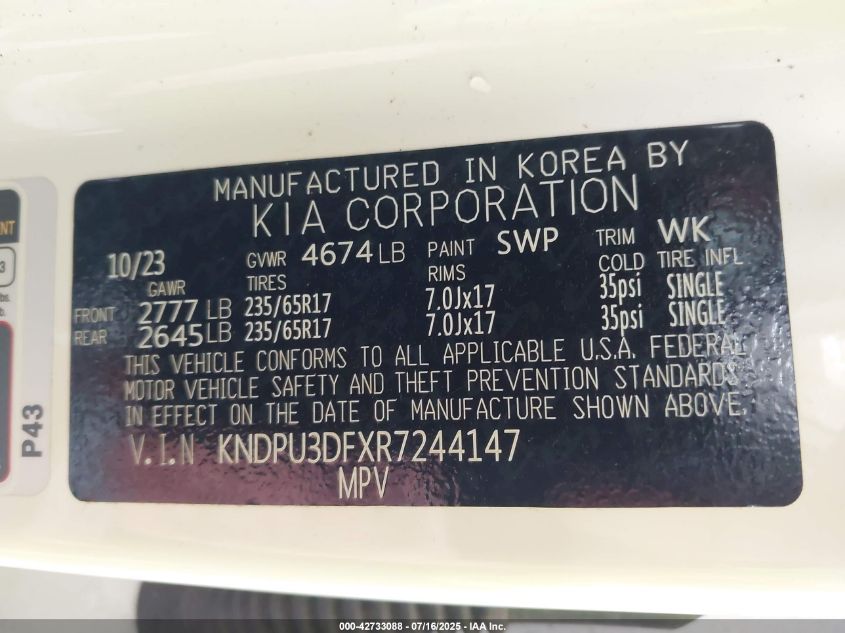 MANUFACTURED IN KOREA BY
KIA CORPORATION
10/23 GVWR 4674 LB PAINT SWP TRIM WK
GAWR TIRES RIMS COLD TIRE INFL
FRONT 2777 LB 235/65R17 7.0Jx17 35psi SINGLE
REAR 2645 LB 235/65R17 7.0Jx17 35psi SINGLE
THIS VEHICLE CONFORMS TO ALL APPLICABLE U.S.A. FEDERAL
MOTOR VEHICLE SAFETY AND THEFT PREVENTION STANDARDS
IN EFFECT ON THE DATE OF MANUFACTURE SHOWN ABOVE.
V.I.N KNDPU3DFXR7244147
MPV
P43
000-42733088 - 07/16/2025 - IAA Inc.